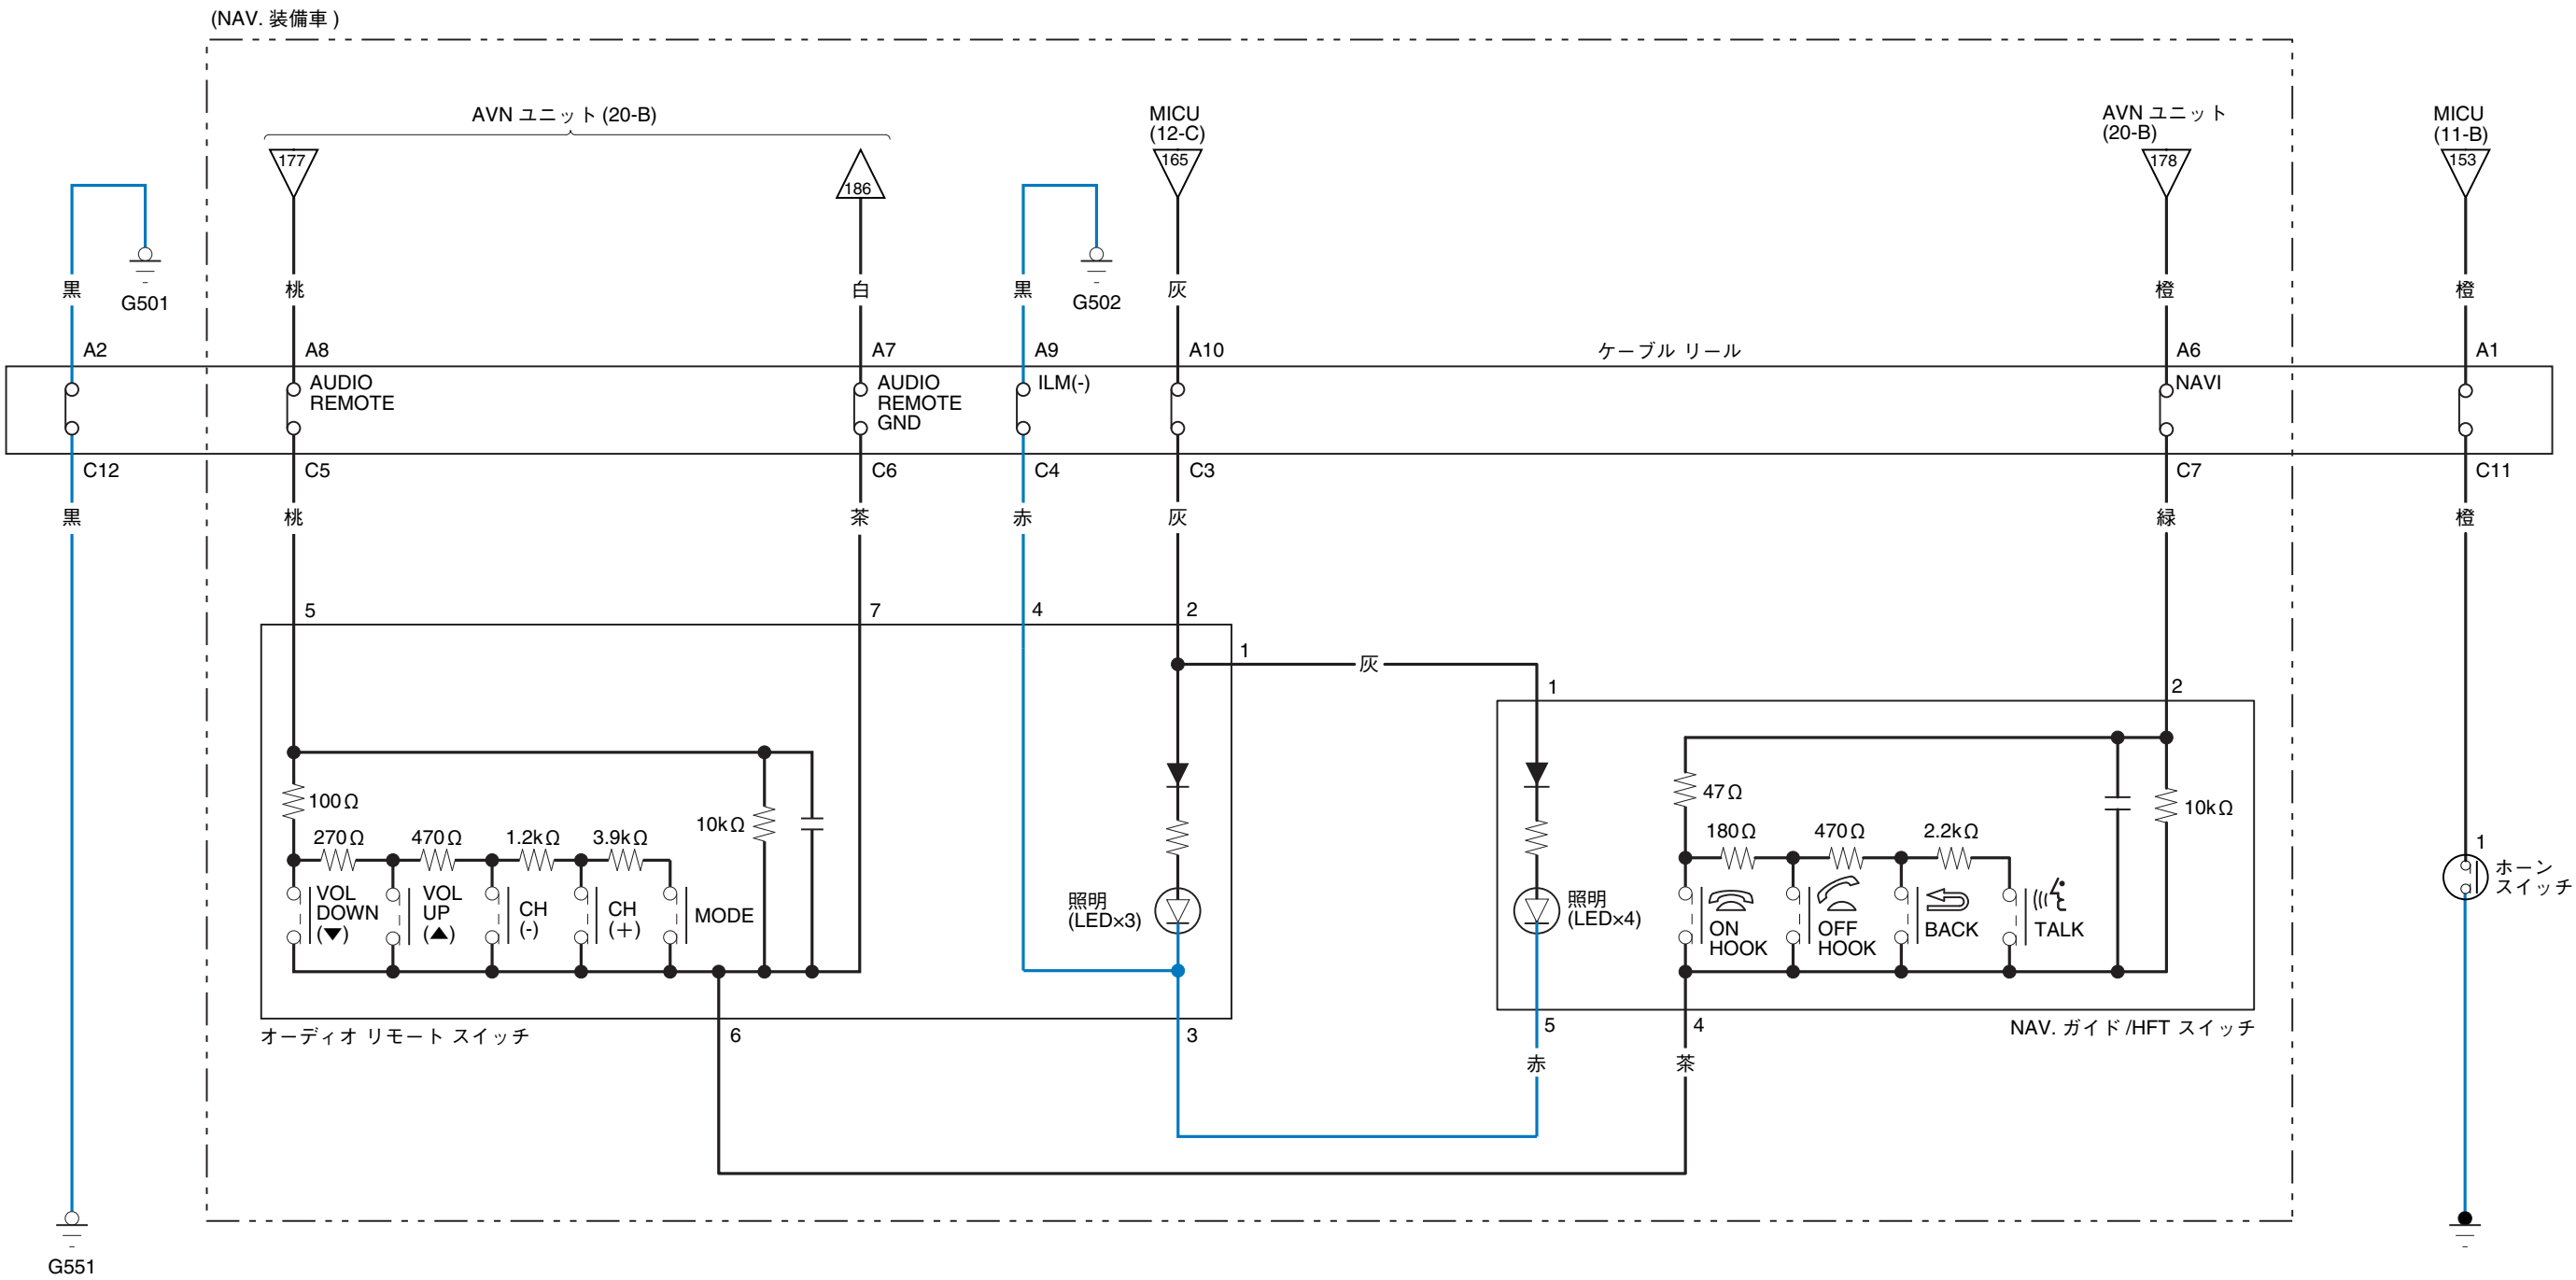 (NAV. 装備車 )
AVN ユニット (20-B)
MICU
(12-C)
AVN ユニット
(20-B)
MICU
(11-B)
177
186
165
178
153
G501
G502
黒
桃
白
黒
灰
橙
橙
A2
A8
A7
A9
A10
ケーブル リール
A6
A1
AUDIO
REMOTE
AUDIO
REMOTE
GND
ILM(-)
NAVI
C12
C5
C6
C4
C3
C7
C11
黒
桃
茶
赤
灰
緑
橙
5
7
4
2
1
灰
1
2
100Ω
270Ω
470Ω
1.2kΩ
3.9kΩ
10kΩ
VOL
DOWN
(▼)
VOL
UP
(▲)
CH
(-)
CH
(+)
MODE
照明
(LED×3)
照明
(LED×4)
47Ω
180Ω
470Ω
2.2kΩ
10kΩ
ON
HOOK
OFF
HOOK
BACK
TALK
1
ホーン
スイッチ
オーディオ リモート スイッチ
6
3
5
4
NAV. ガイド /HFT スイッチ
赤
茶
G551